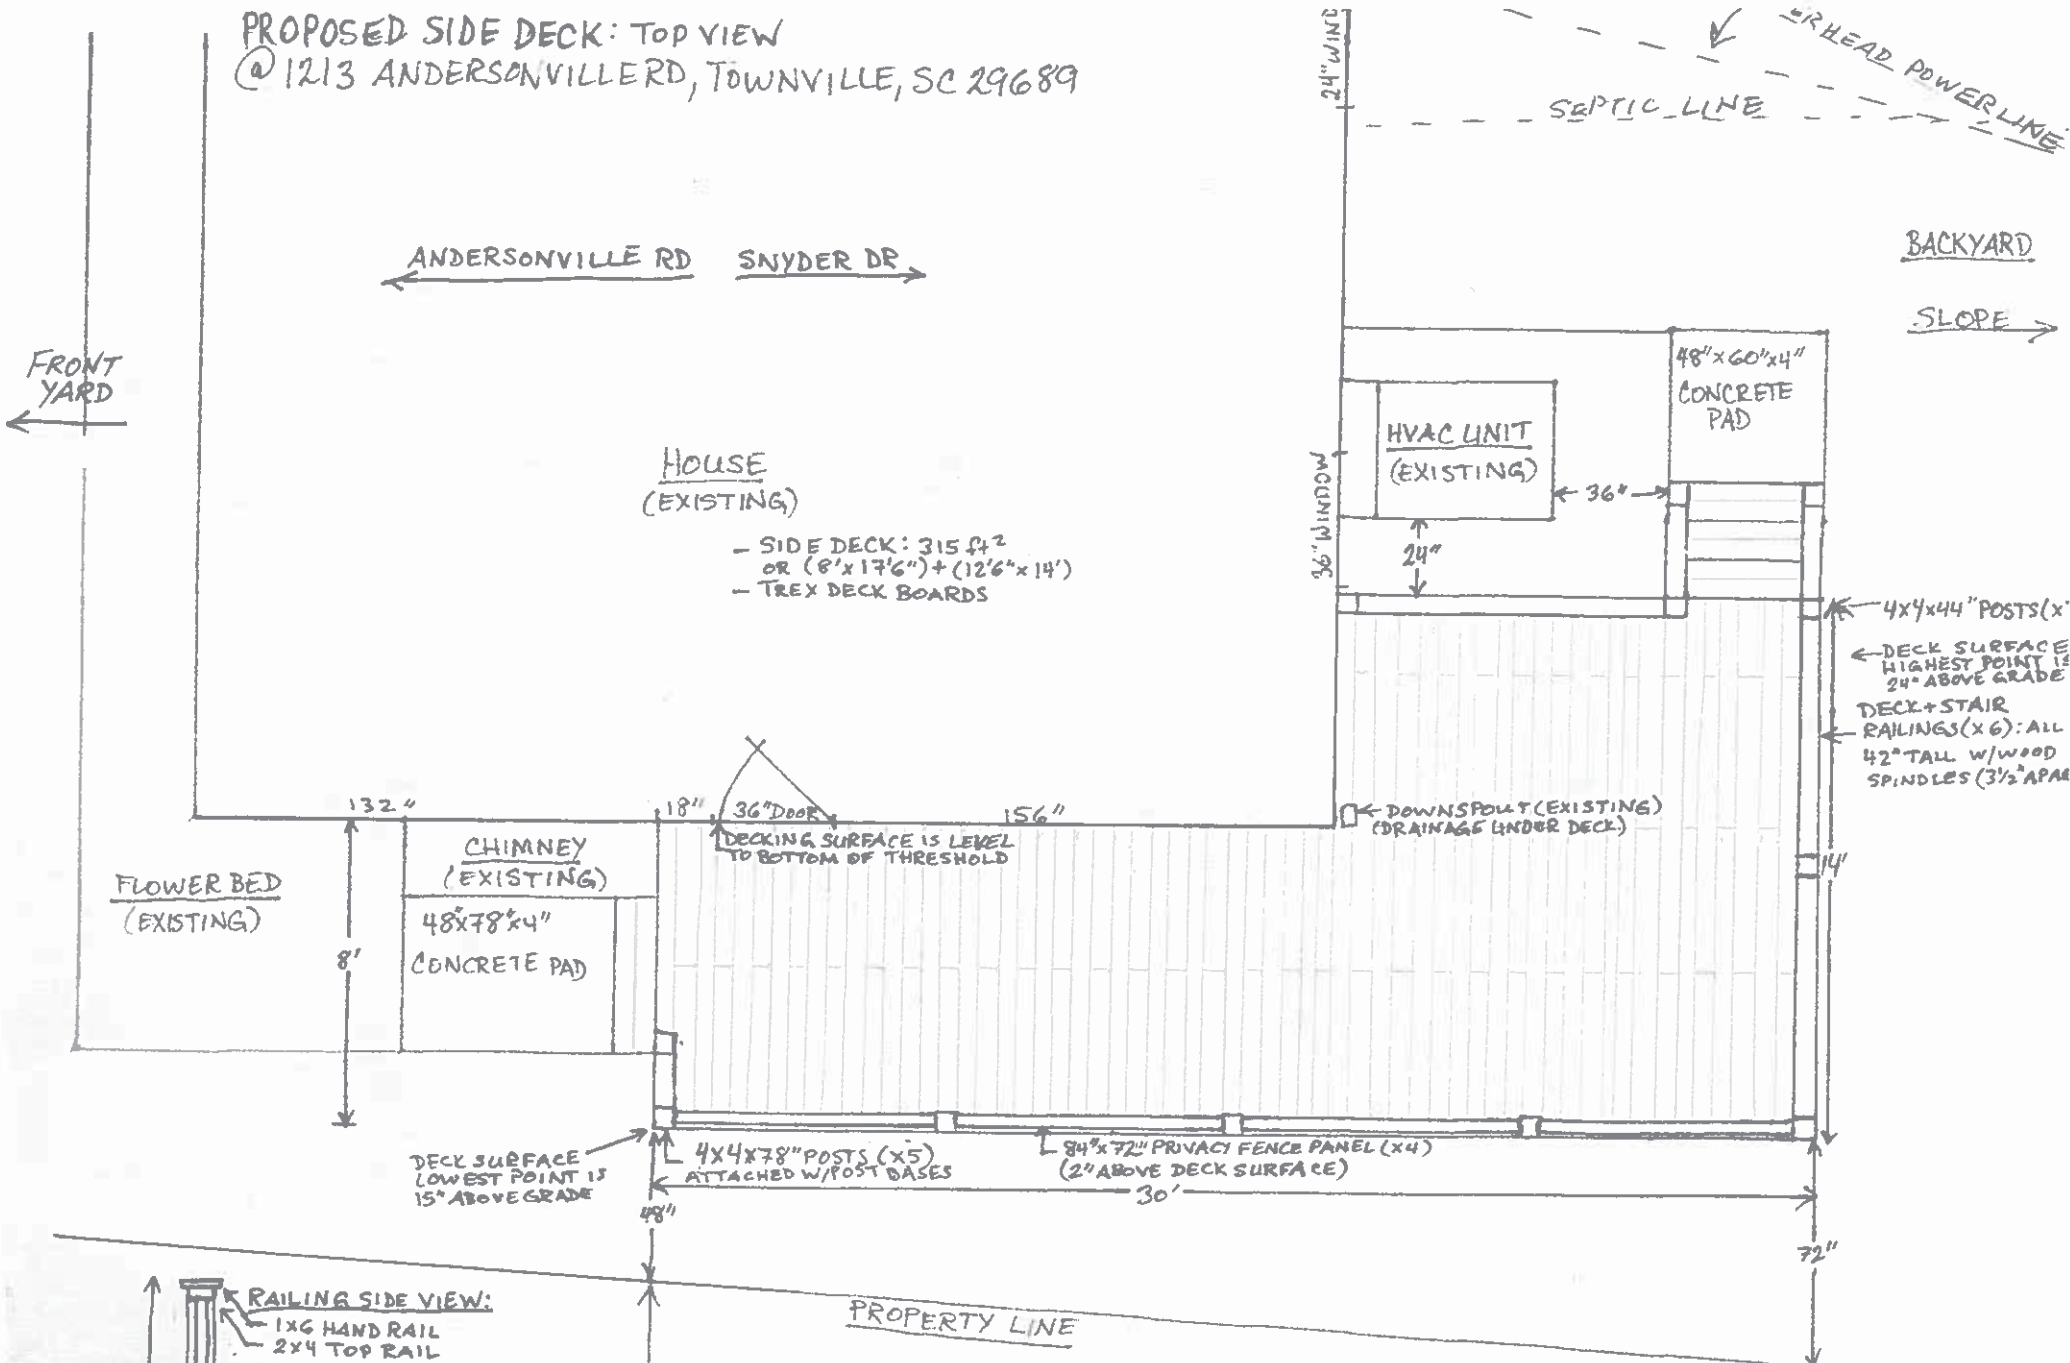 PROPOSED SIDE DECK: TOP VIEW
@ 1213 ANDERSONVILLE RD, TOWNVILLE, SC 29689
24" WIND
OVERHEAD POWERLINE
SEPTIC LINE
ANDERSONVILLE RD
SNYDER DR
BACKYARD
SLOPE
FRONT
YARD
48"x60"x4"
CONCRETE
PAD
HVAC UNIT
(EXISTING)
36"
24"
36" WINDOW
HOUSE
(EXISTING)
- SIDE DECK: 315 ft²
OR (8'x17'6")+(12'6"x14')
- TREX DECK BOARDS
4x4x44" POSTS (x
DECK SURFACE
HIGHEST POINT IS
24" ABOVE GRADE
DECK+STAIR
RAILINGS (x6): ALL
42" TALL W/WOOD
SPINDLES (3½" APA
132"
18"
36" DOOR
156"
DECKING SURFACE IS LEVEL
TO BOTTOM OF THRESHOLD
DOWNSPOUT (EXISTING)
(DRAINAGE UNDER DECK)
14'
CHIMNEY
(EXISTING)
FLOWER BED
(EXISTING)
48"x78"x4"
CONCRETE PAD
8'
DECK SURFACE
LOWEST POINT IS
15" ABOVE GRADE
4x4x78" POSTS (x5)
ATTACHED W/POST BASES
84"x72" PRIVACY FENCE PANEL (x4)
(2" ABOVE DECK SURFACE)
30'
48"
72"
PROPERTY LINE
RAILING SIDE VIEW:
1x6 HAND RAIL
2x4 TOP RAIL